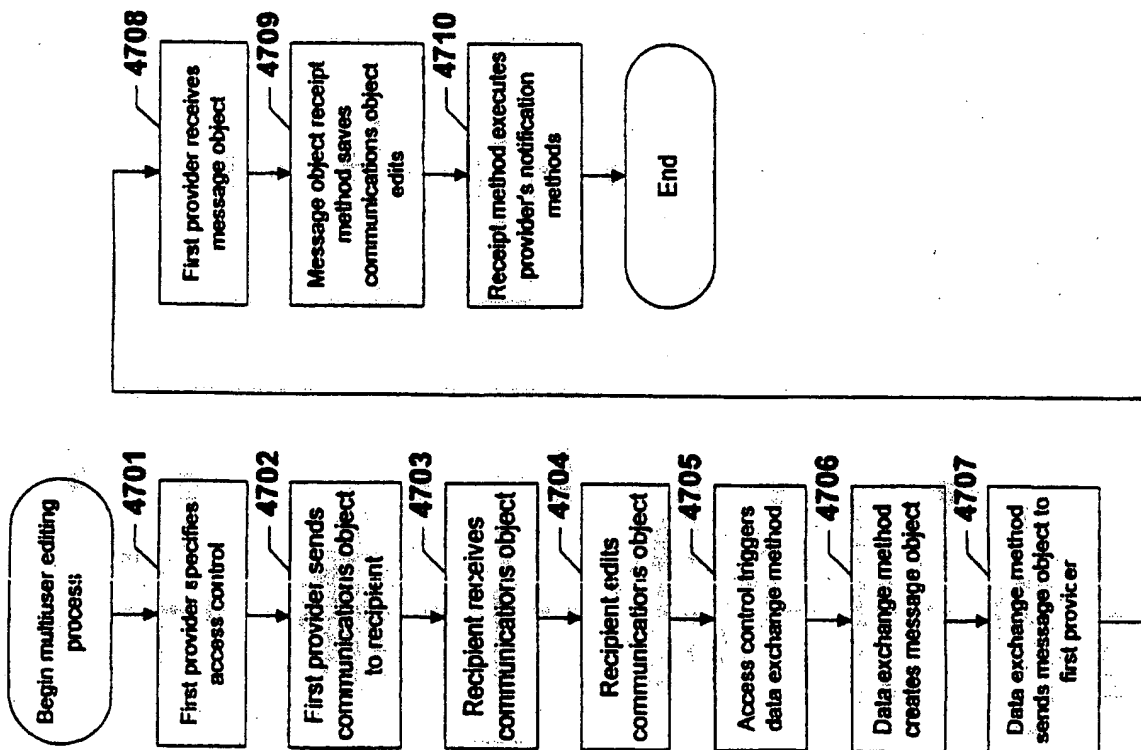 Begin multiuser editing
process
4701
First provider specifies
access control
4702
First provider sends
communications object
to recipient
4703
Recipient receives
communications object
4704
Recipient edits
communications object
4705
Access control triggers
data exchange method
4706
Data exchange method
creates message object
4707
Data exchange method
sends message object to
first provider
4708
First provider receives
message object
4709
Message object receipt
method saves
communications object
edits
4710
Receipt method executes
provider's notification
methods
End